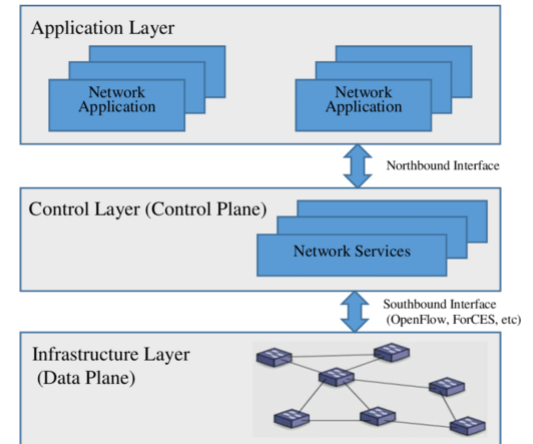 Application Layer
Network
Application
Network
Application
Northbound Interface
Control Layer (Control Plane)
Network Services
Southbound Interface
(OpenFlow, ForCES, etc)
Infrastructure Layer
(Data Plane)